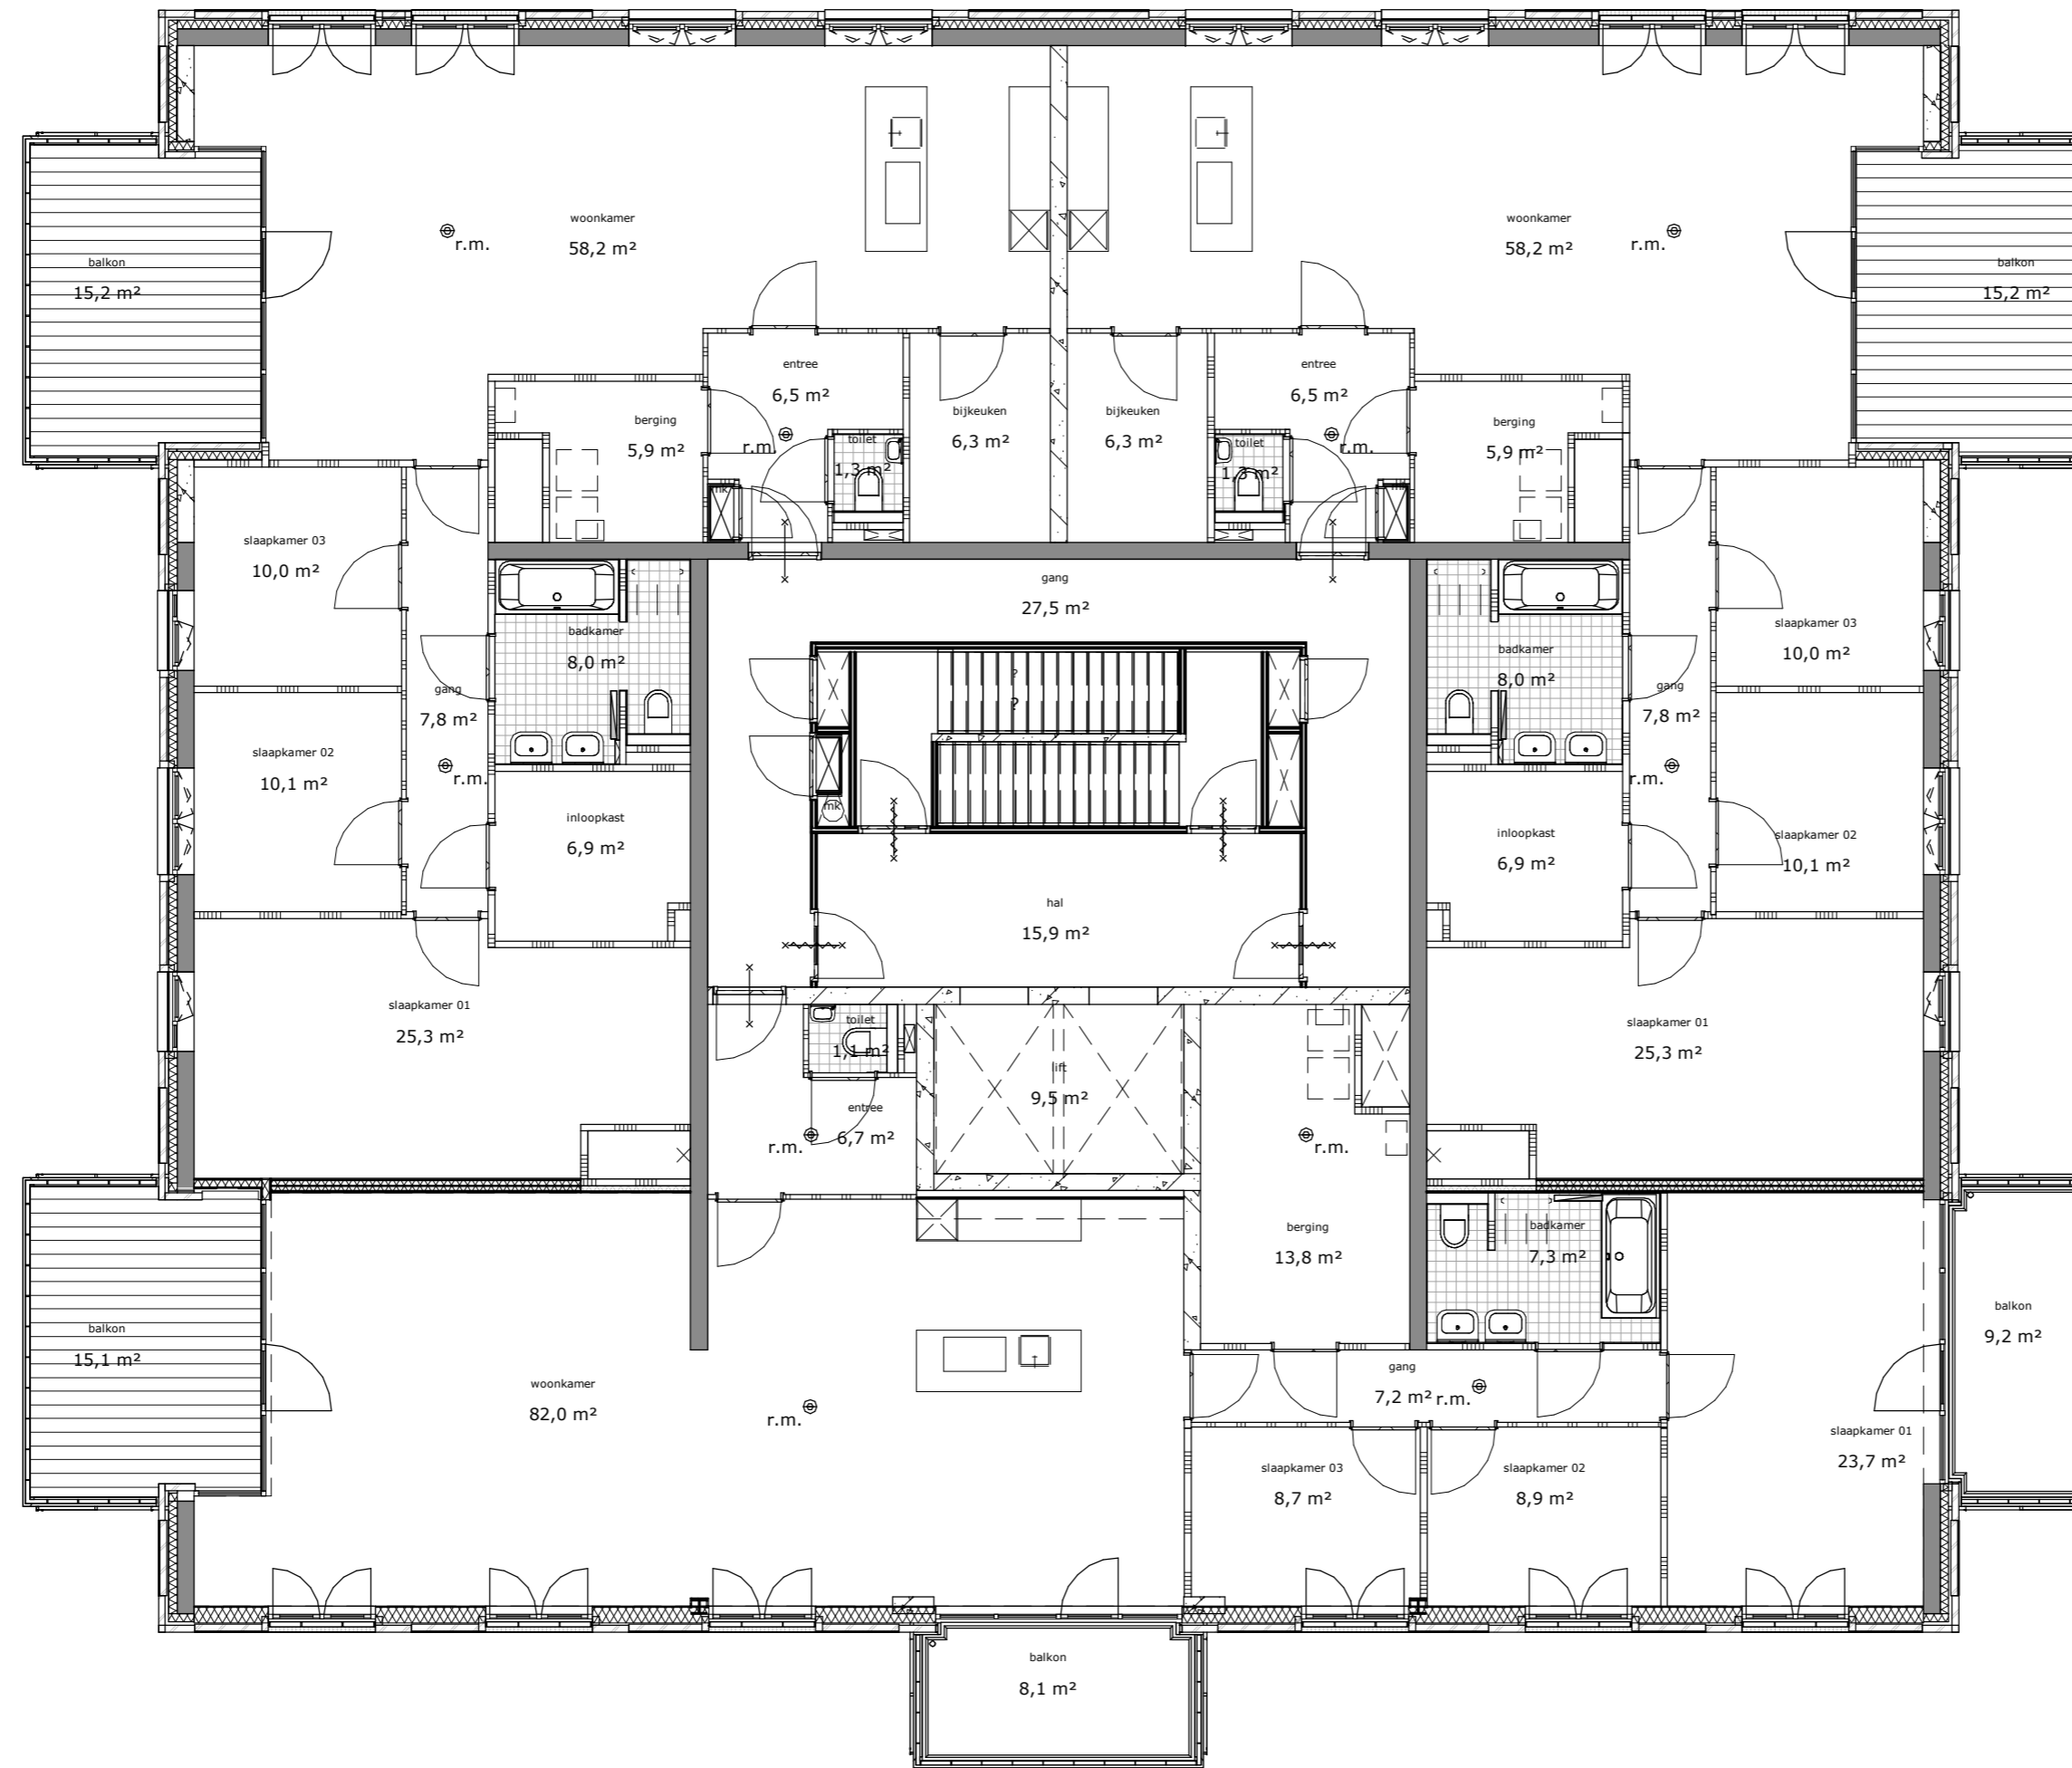 woonkamer
58,2 m²
r.m.
balkon
15,2 m²
woonkamer
58,2 m²
r.m.
balkon
15,2 m²
entree
6,5 m²
r.m.
berging
5,9 m²
toilet
1,3 m²
mk
bijkeuken
6,3 m²
bijkeuken
6,3 m²
entree
6,5 m²
r.m.
toilet
1,3 m²
berging
5,9 m²
slaapkamer 03
10,0 m²
badkamer
8,0 m²
gang
7,8 m²
r.m.
slaapkamer 02
10,1 m²
inloopkast
6,9 m²
slaapkamer 01
25,3 m²
gang
27,5 m²
?
?
mk
hal
15,9 m²
badkamer
8,0 m²
slaapkamer 03
10,0 m²
gang
7,8 m²
r.m.
inloopkast
6,9 m²
slaapkamer 02
10,1 m²
slaapkamer 01
25,3 m²
toilet
1,1 m²
entree
6,7 m²
r.m.
lift
9,5 m²
r.m.
berging
13,8 m²
badkamer
7,3 m²
balkon
15,1 m²
woonkamer
82,0 m²
r.m.
gang
7,2 m²
r.m.
slaapkamer 03
8,7 m²
slaapkamer 02
8,9 m²
slaapkamer 01
23,7 m²
balkon
9,2 m²
balkon
8,1 m²